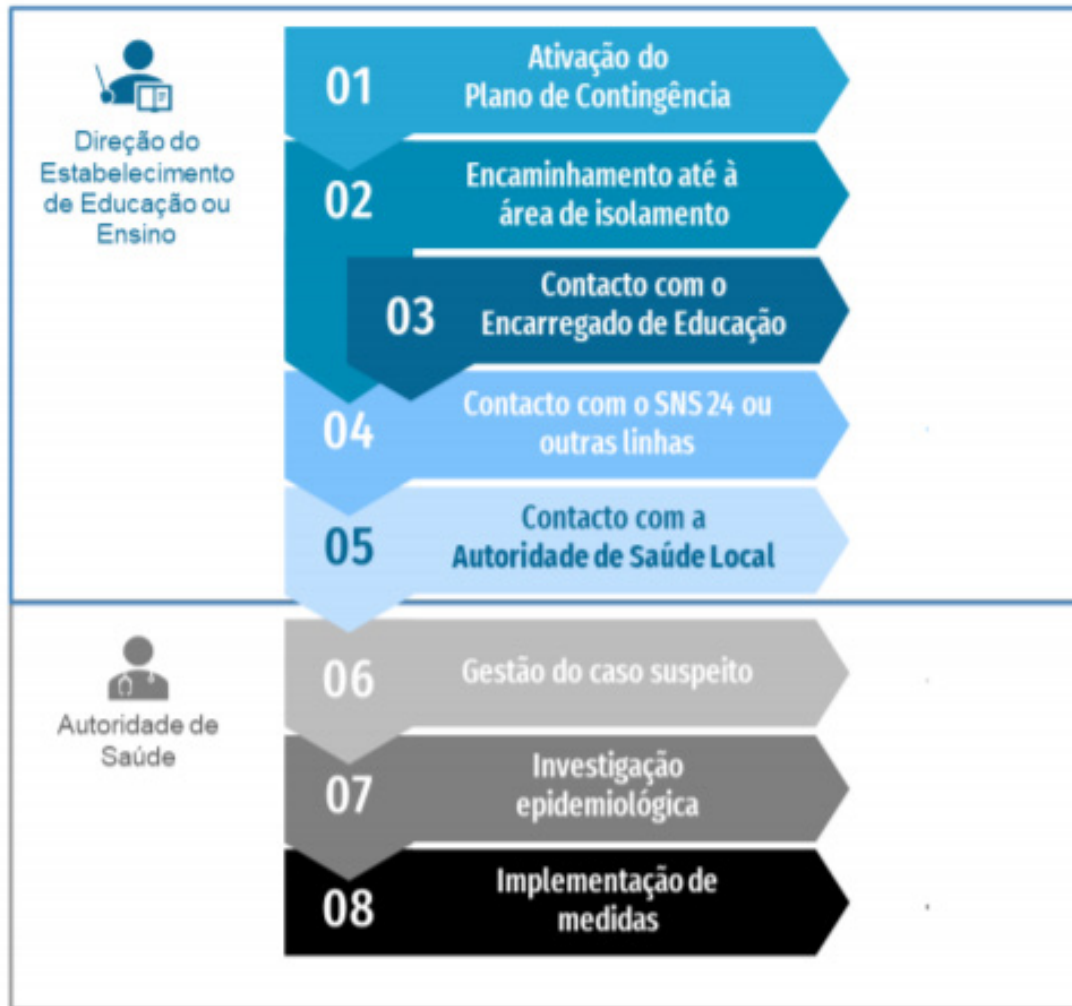 Direção do
Estabelecimento
de Educação ou
Ensino
01
Ativação do
Plano de Contingência
02
Encaminhamento até à
área de isolamento
03
Contacto com o
Encarregado de Educação
04
Contacto com o SNS 24 ou
outras linhas
05
Contacto com a
Autoridade de Saúde Local
Autoridade de
Saúde
06
Gestão do caso suspeito
07
Investigação
epidemiológica
08
Implementação de
medidas